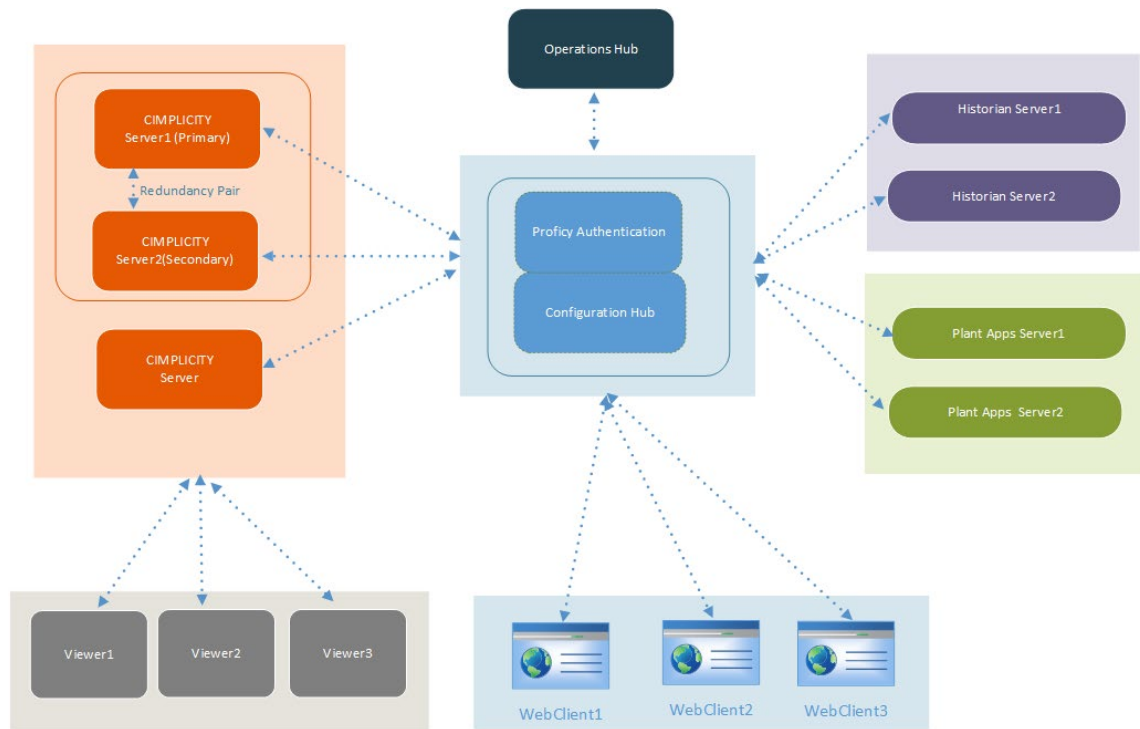 Operations Hub
CIMPLICITY
Server1 (Primary)
Redundancy Pair
CIMPLICITY
Server2(Secondary)
CIMPLICITY
Server
Proficy Authentication
Configuration Hub
Historian Server1
Historian Server2
Plant Apps Server1
Plant Apps Server2
Viewer1
Viewer2
Viewer3
WebClient1
WebClient2
WebClient3